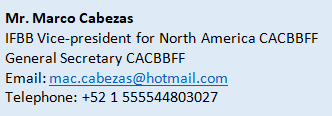 Mr. Marco Cabezas
IFBB Vice-president for North America CACBBFF
General Secretary CACBBFF
Email: mac.cabezas@hotmail.com
Telephone: +52 1 555544803027